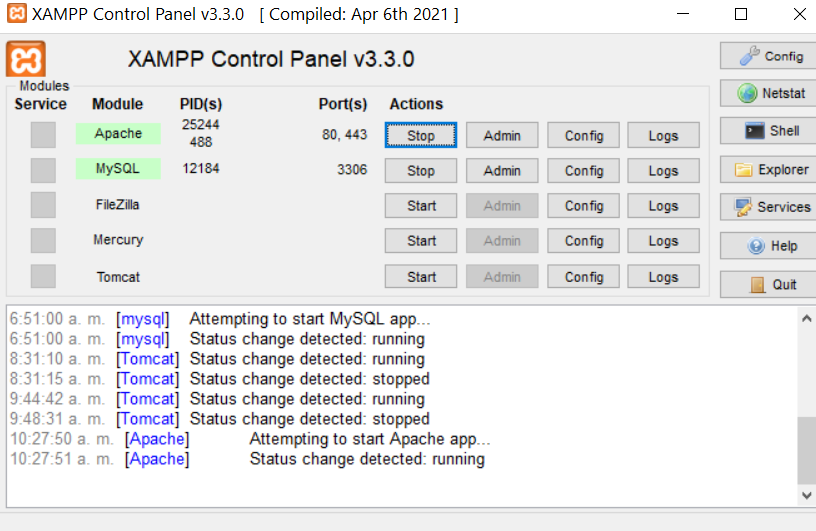 XAMPP Control Panel v3.3.0 [ Compiled: Apr 6th 2021 ]
XAMPP Control Panel v3.3.0
Config
Modules
Service Module PID(s) Port(s) Actions
Netstat
Apache 25244 488 80, 443 Stop Admin Config Logs
Shell
MySQL 12184 3306 Stop Admin Config Logs
Explorer
FileZilla Start Admin Config Logs
Services
Mercury Start Admin Config Logs
Help
Tomcat Start Admin Config Logs
Quit
6:51:00 a. m. [mysql] Attempting to start MySQL app...
6:51:00 a. m. [mysql] Status change detected: running
8:31:10 a. m. [Tomcat] Status change detected: running
8:31:15 a. m. [Tomcat] Status change detected: stopped
9:44:42 a. m. [Tomcat] Status change detected: running
9:48:31 a. m. [Tomcat] Status change detected: stopped
10:27:50 a. m. [Apache] Attempting to start Apache app...
10:27:51 a. m. [Apache] Status change detected: running